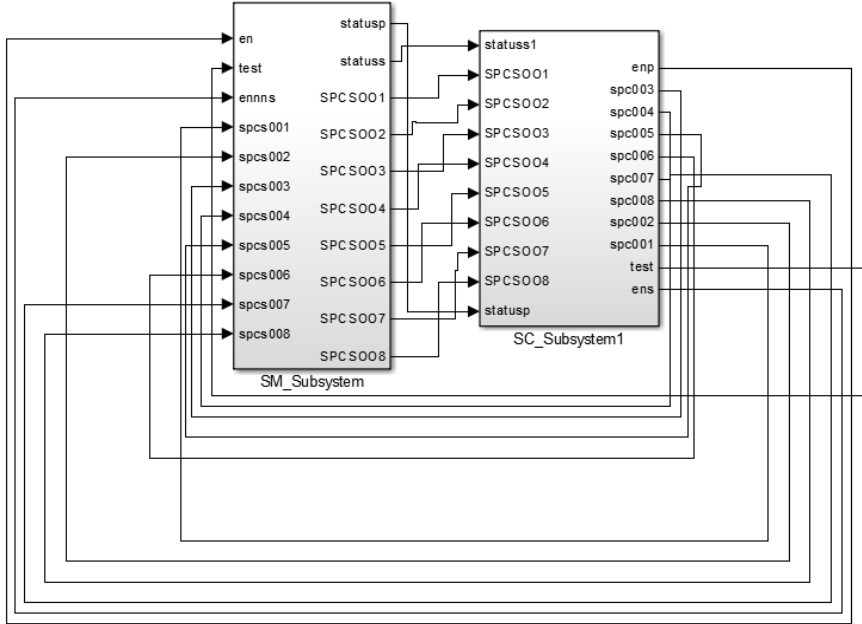 en
test
ennns
spcs001
spcs002
spcs003
spcs004
spcs005
spcs006
spcs007
spcs008
statusp
statuss
SPCSOO1
SPCSOO2
SPCSOO3
SPCSOO4
SPCSOO5
SPCSOO6
SPCSOO7
SPCSOO8
SM_Subsystem
statuss1
SPCSOO1
SPCSOO2
SPCSOO3
SPCSOO4
SPCSOO5
SPCSOO6
SPCSOO7
SPCSOO8
statusp
enp
spc003
spc004
spc005
spc006
spc007
spc008
spc002
spc001
test
ens
SC_Subsystem1